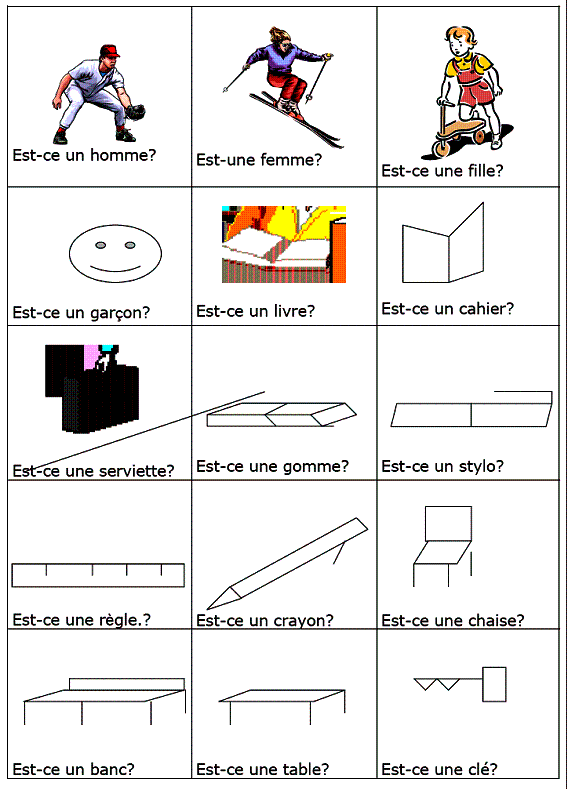 Est-ce un homme?
Est-une femme?
Est-ce une fille?
Est-ce un garçon?
Est-ce un livre?
Est-ce un cahier?
Est-ce une serviette?
Est-ce une gomme?
Est-ce un stylo?
Est-ce une règle.?
Est-ce un crayon?
Est-ce une chaise?
Est-ce un banc?
Est-ce une table?
Est-ce une clé?